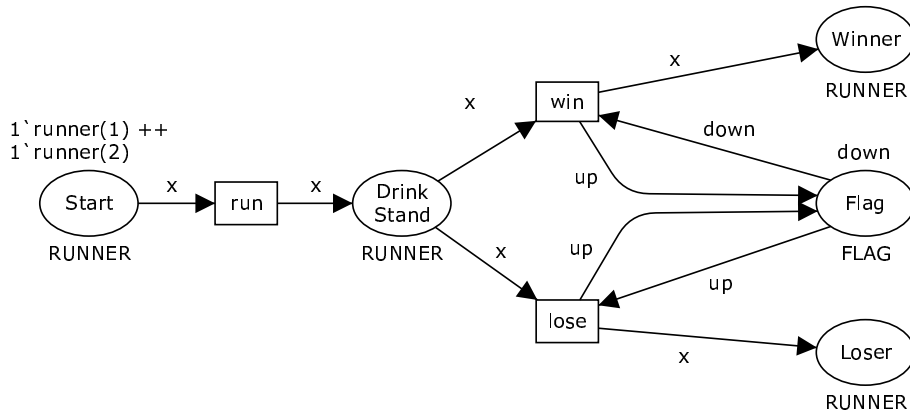 Winner
RUNNER
x
win
x
down
down
1`runner(1) ++
1`runner(2)
up
Start
x
run
x
Drink
Stand
Flag
RUNNER
RUNNER
x
up
FLAG
up
lose
x
Loser
RUNNER